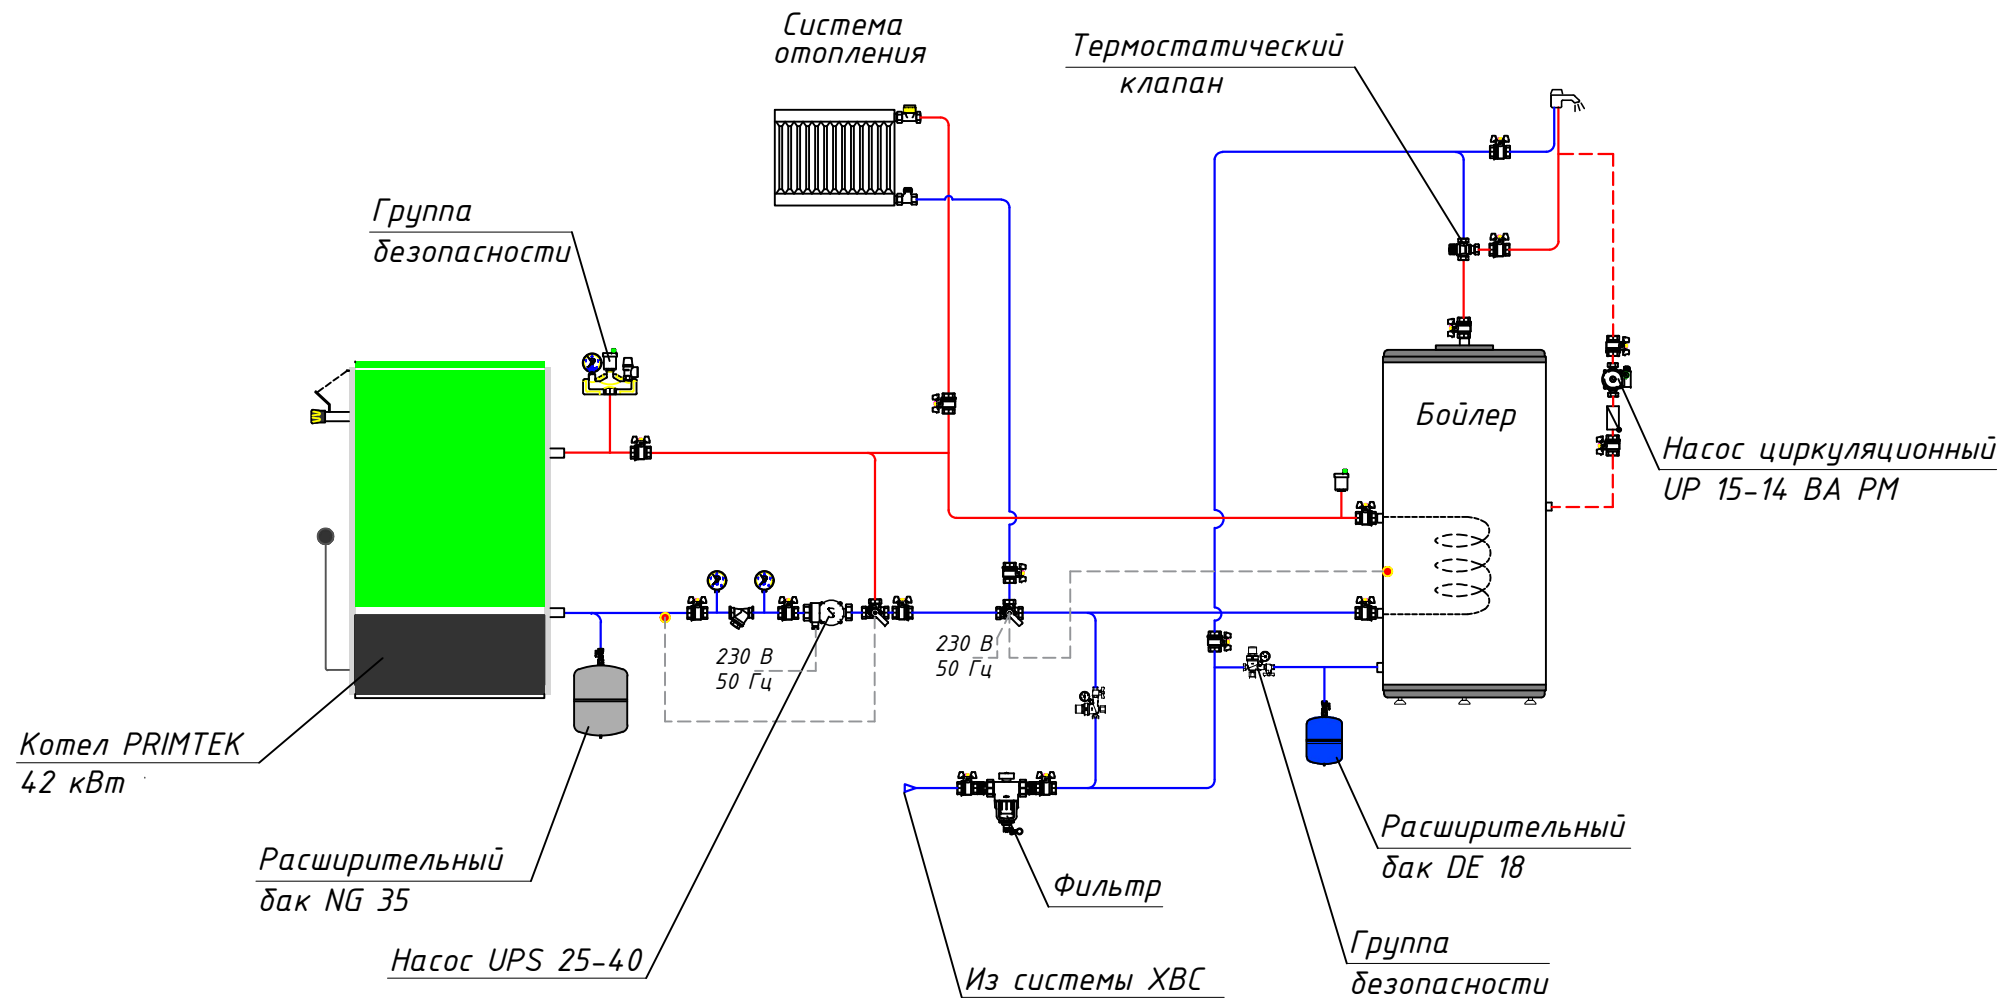 Система
отопления
Термостатический
клапан
Группа
безопасности
Бойлер
Насос циркуляционный
UP 15-14 BA PM
230 В
50 Гц
230 В
50 Гц
Котел PRIMTEK
42 кВт
Расширительный
бак NG 35
Насос UPS 25-40
Фильтр
Из системы ХВС
Расширительный
бак DE 18
Группа
безопасности